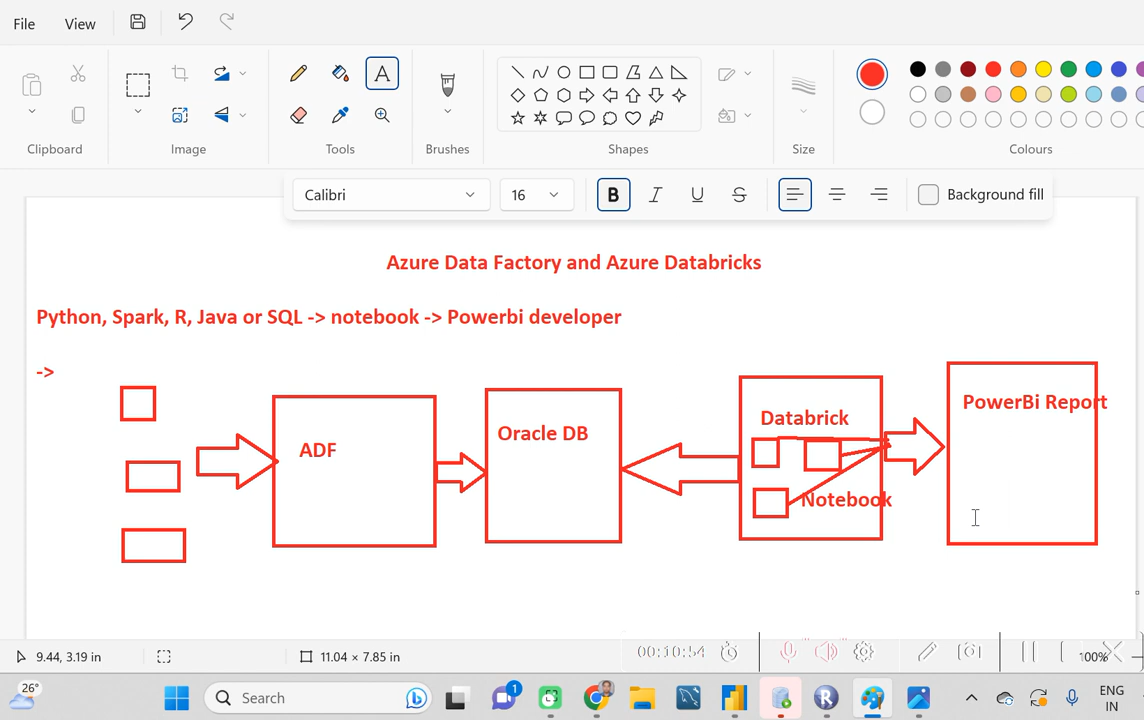 File
View
Clipboard
Image
Tools
Brushes
Shapes
Size
Colours
Calibri
16
B
I
U
S
Background fill
Azure Data Factory and Azure Databricks
Python, Spark, R, Java or SQL -> notebook -> Powerbi developer
->
ADF
Oracle DB
Databrick
Notebook
PowerBi Report
9.44, 3.19 in
11.04 × 7.85 in
00:10:54
100%
26°
Search
1
R
ENG
IN